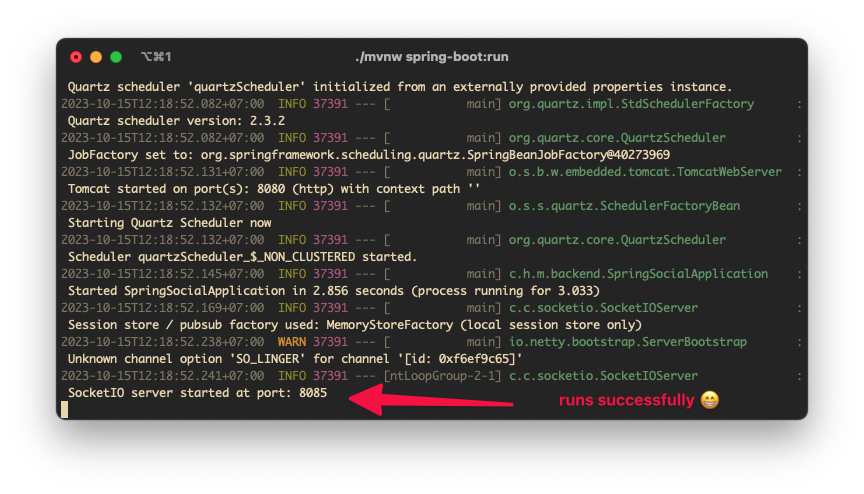 ⌥⌘1 ./mvnw spring-boot:run
Quartz scheduler 'quartzScheduler' initialized from an externally provided properties instance.
2023-10-15T12:18:52.082+07:00  INFO 37391 --- [           main] org.quartz.impl.StdSchedulerFactory      :
Quartz scheduler version: 2.3.2
2023-10-15T12:18:52.082+07:00  INFO 37391 --- [           main] org.quartz.core.QuartzScheduler          :
JobFactory set to: org.springframework.scheduling.quartz.SpringBeanJobFactory@40273969
2023-10-15T12:18:52.131+07:00  INFO 37391 --- [           main] o.s.b.w.embedded.tomcat.TomcatWebServer  :
Tomcat started on port(s): 8080 (http) with context path ''
2023-10-15T12:18:52.132+07:00  INFO 37391 --- [           main] o.s.s.quartz.SchedulerFactoryBean        :
Starting Quartz Scheduler now
2023-10-15T12:18:52.132+07:00  INFO 37391 --- [           main] org.quartz.core.QuartzScheduler          :
Scheduler quartzScheduler_$_NON_CLUSTERED started.
2023-10-15T12:18:52.145+07:00  INFO 37391 --- [           main] c.h.m.backend.SpringSocialApplication    :
Started SpringSocialApplication in 2.856 seconds (process running for 3.033)
2023-10-15T12:18:52.169+07:00  INFO 37391 --- [           main] c.c.socketio.SocketIOServer              :
Session store / pubsub factory used: MemoryStoreFactory (local session store only)
2023-10-15T12:18:52.238+07:00  WARN 37391 --- [           main] io.netty.bootstrap.ServerBootstrap       :
Unknown channel option 'SO_LINGER' for channel '[id: 0xf6ef9c65]'
2023-10-15T12:18:52.241+07:00  INFO 37391 --- [ntLoopGroup-2-1] c.c.socketio.SocketIOServer              :
SocketIO server started at port: 8085
runs successfully 😁